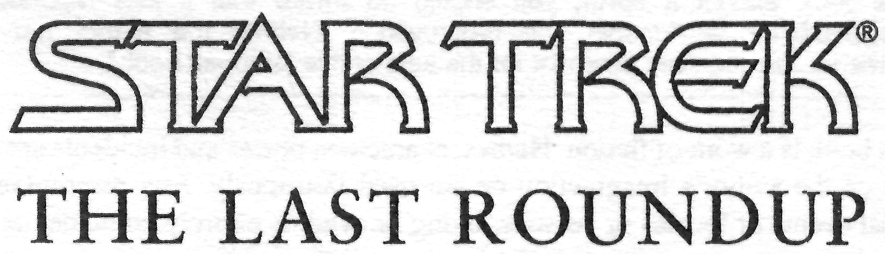 STAR TREK®
THE LAST ROUNDUP